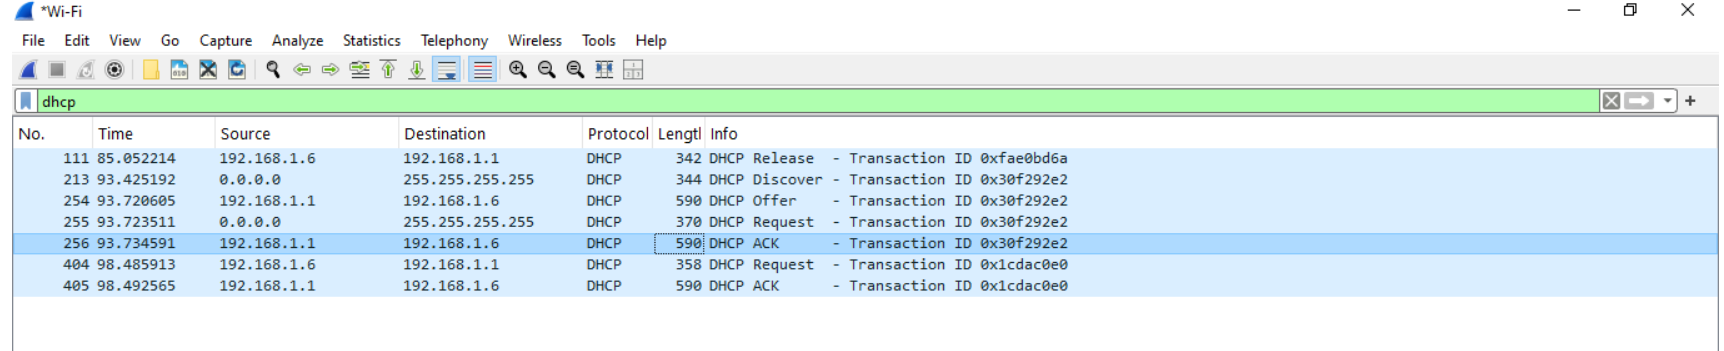 *Wi-Fi
File Edit View Go Capture Analyze Statistics Telephony Wireless Tools Help
dhcp
No. Time Source Destination Protocol Lengtl Info
111 85.052214 192.168.1.6 192.168.1.1 DHCP 342 DHCP Release - Transaction ID 0xfae0bd6a
213 93.425192 0.0.0.0 255.255.255.255 DHCP 344 DHCP Discover - Transaction ID 0x30f292e2
254 93.720605 192.168.1.1 192.168.1.6 DHCP 590 DHCP Offer - Transaction ID 0x30f292e2
255 93.723511 0.0.0.0 255.255.255.255 DHCP 370 DHCP Request - Transaction ID 0x30f292e2
256 93.734591 192.168.1.1 192.168.1.6 DHCP 590 DHCP ACK - Transaction ID 0x30f292e2
404 98.485913 192.168.1.6 192.168.1.1 DHCP 358 DHCP Request - Transaction ID 0x1cdac0e0
405 98.492565 192.168.1.1 192.168.1.6 DHCP 590 DHCP ACK - Transaction ID 0x1cdac0e0